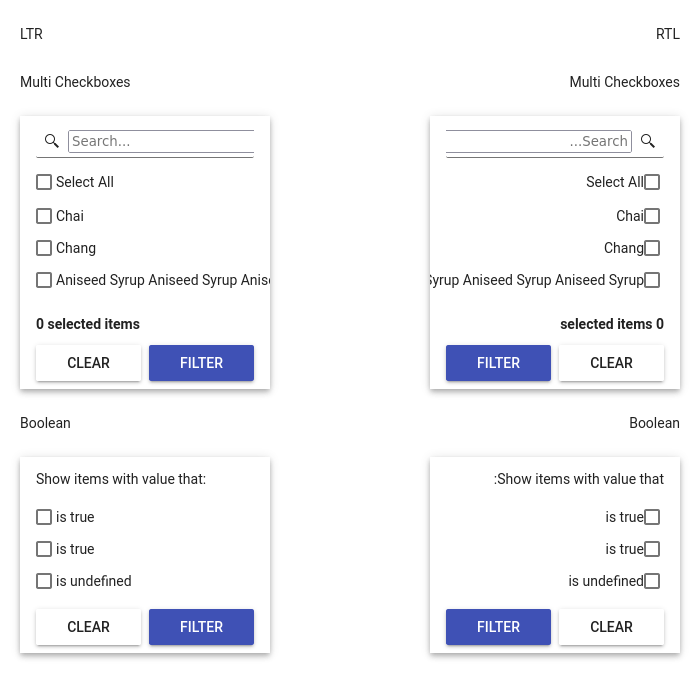 LTR
Multi Checkboxes
Search...
Select All
Chai
Chang
Aniseed Syrup Aniseed Syrup
0 selected items
CLEAR FILTER
Boolean
Show items with value that:
is true
is true
is undefined
CLEAR FILTER
RTL
Multi Checkboxes
...Search
Select All
Chai
Chang
Aniseed Syrup Aniseed Syrup
selected items 0
FILTER CLEAR
Boolean
:Show items with value that
is true
is true
is undefined
FILTER CLEAR